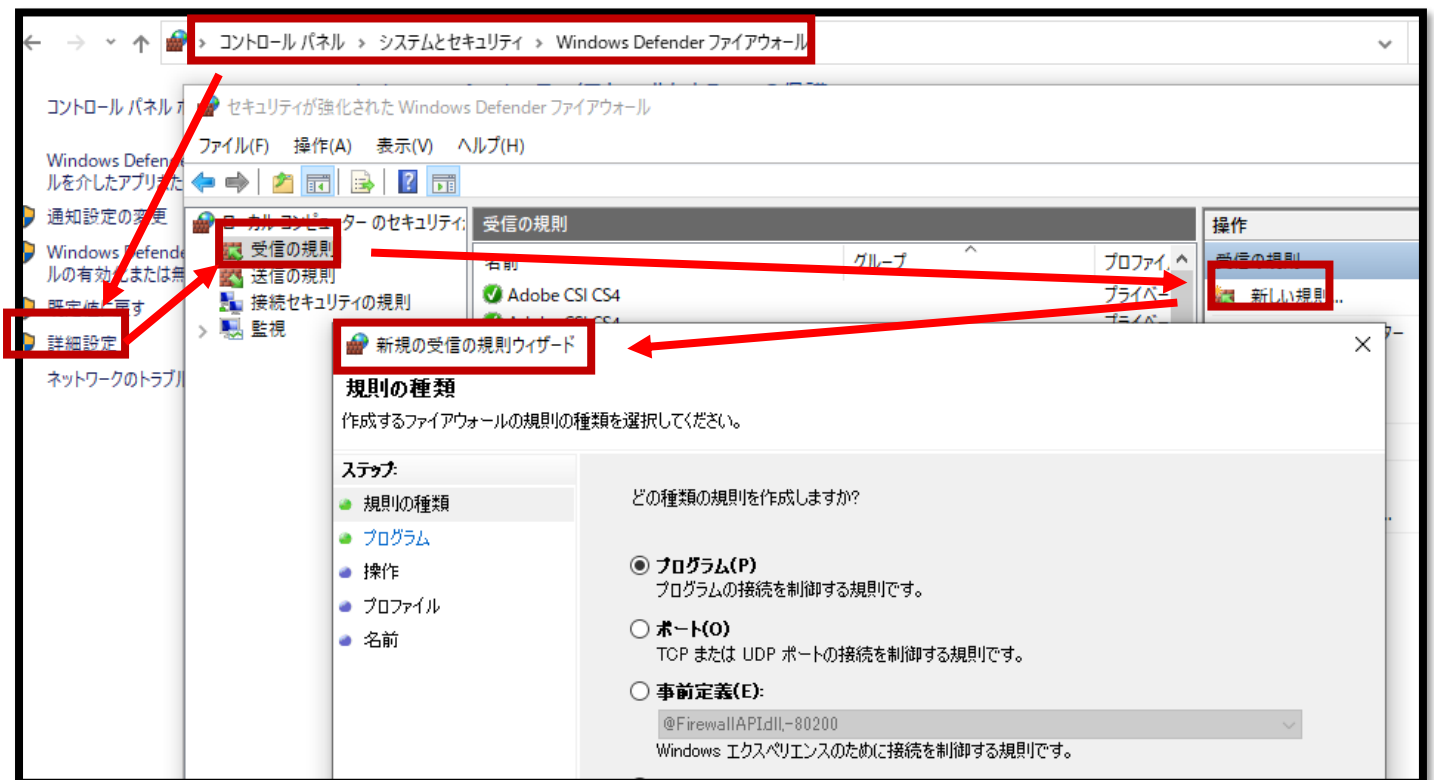 コントロール パネル › システムとセキュリティ › Windows Defender ファイアウォール
コントロール パネル
セキュリティが強化された Windows Defender ファイアウォール
ファイル(F) 操作(A) 表示(V) ヘルプ(H)
Windows Defende
ルを介したアプリまた
通知設定の変更
Windows Defende
ルの有効化または無
既定値に戻す
詳細設定
ネットワークのトラブル
ローカル コンピューター のセキュリティ
受信の規則
送信の規則
接続セキュリティの規則
監視
受信の規則
名前 グループ プロファイ
Adobe CSI CS4 プライベー
Adobe CSI CS4 プライベー
操作
受信の規則
新しい規則...
新規の受信の規則ウィザード
規則の種類
作成するファイアウォールの規則の種類を選択してください。
ステップ:
規則の種類
プログラム
操作
プロファイル
名前
どの種類の規則を作成しますか?
プログラム(P)
プログラムの接続を制御する規則です。
ポート(O)
TCP または UDP ポートの接続を制御する規則です。
事前定義(E):
@FirewallAPI.dll,-80200
Windows エクスペリエンスのために接続を制御する規則です。